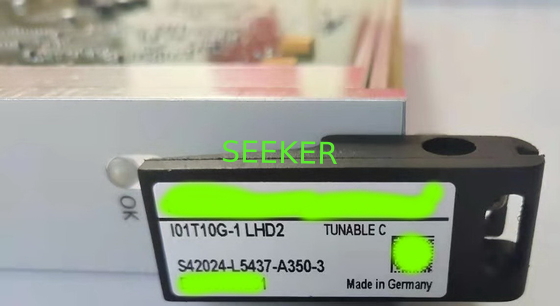 SEEKER
OK
I01T10G-1 LHD2 TUNABLE C
S42024-L5437-A350-3
Made in Germany